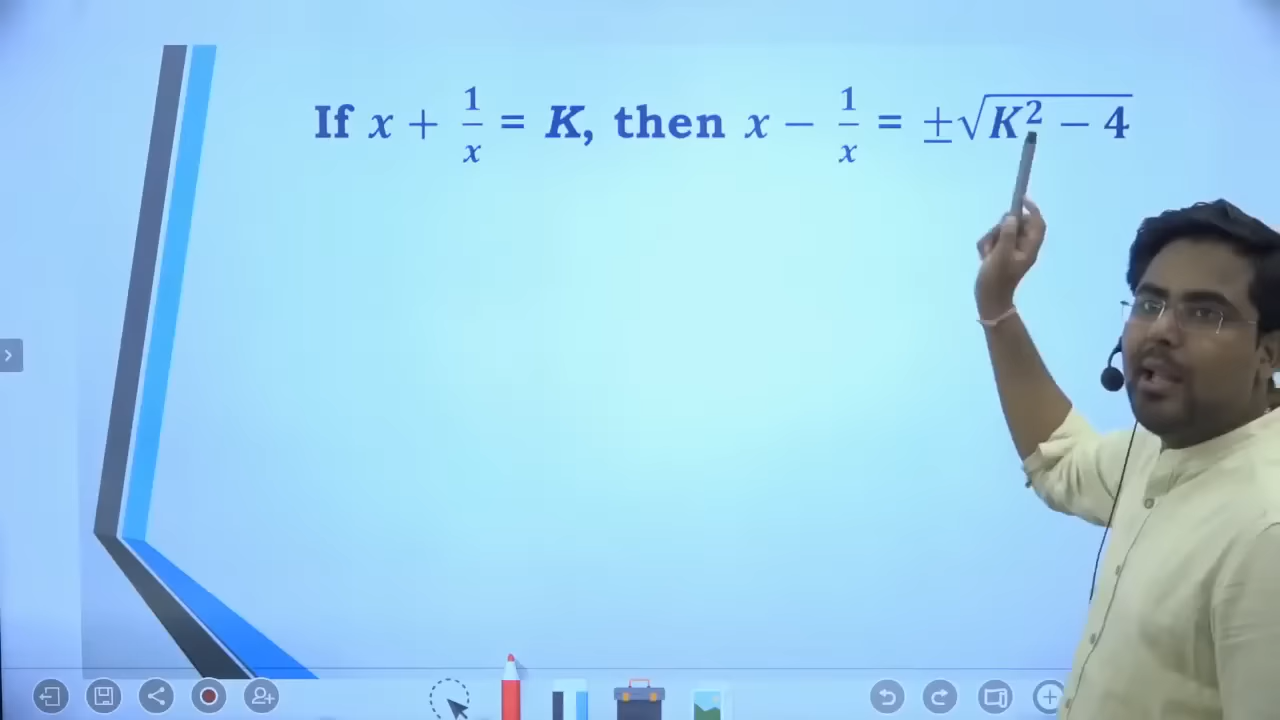 If x + 1/x = K, then x − 1/x = ±√(K² − 4)